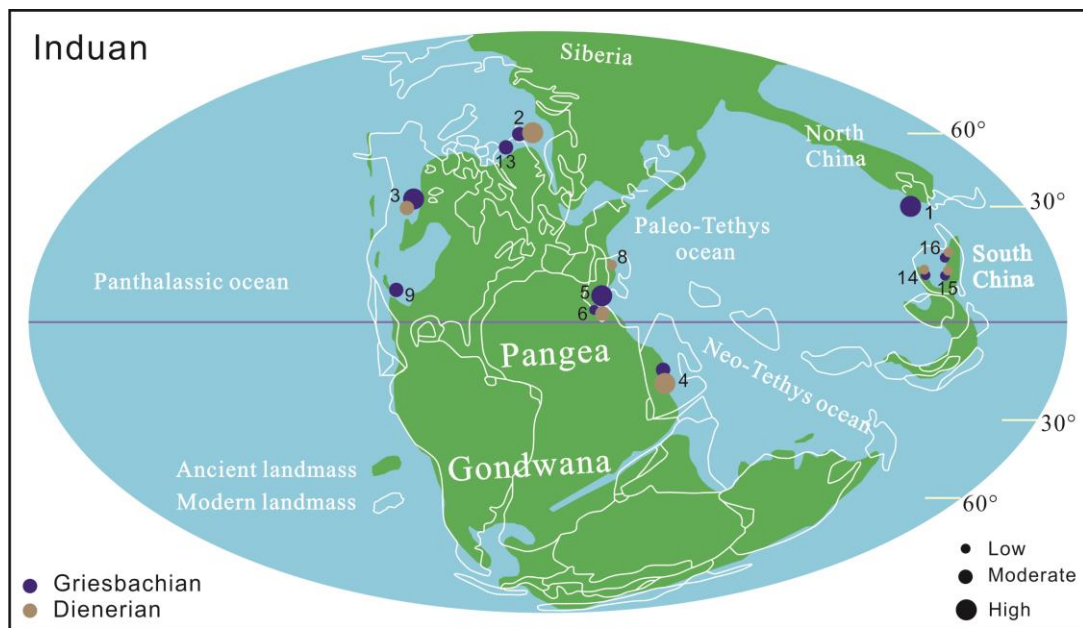 Induan
Siberia
North
China
60°
2
13
3
1
30°
Paleo-Tethys
ocean
8
16
South
China
14
15
Panthalassic ocean
9
5
6
Pangea
Neo-Tethys ocean
4
30°
Gondwana
Ancient landmass
Modern landmass
60°
Griesbachian
Dienerian
Low
Moderate
High